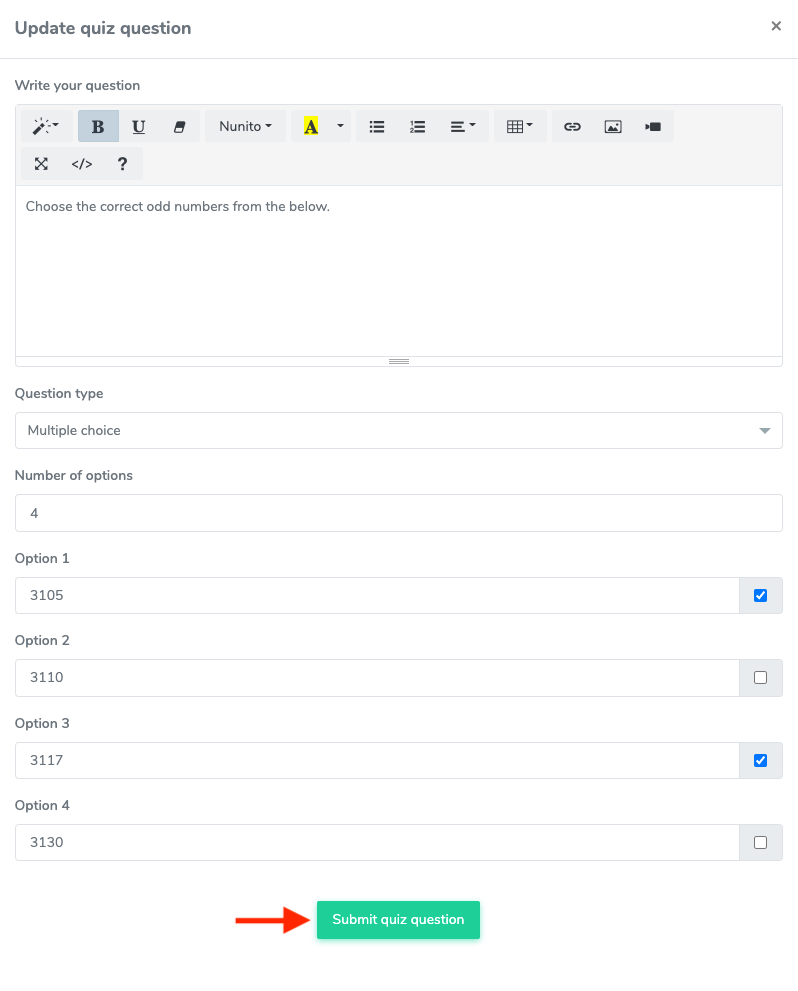 Update quiz question ×
Write your question
B U Nunito A
</> ?
Choose the correct odd numbers from the below.
Question type
Multiple choice
Number of options
4
Option 1
3105
Option 2
3110
Option 3
3117
Option 4
3130
Submit quiz question